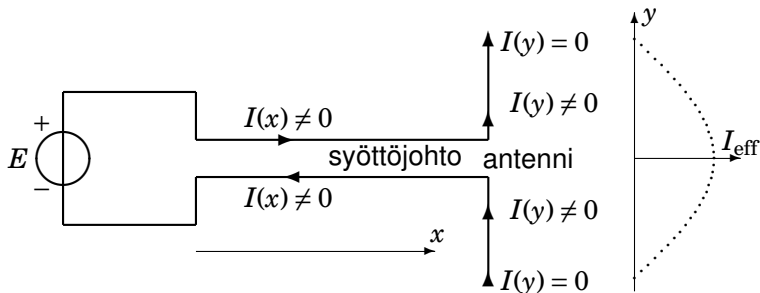 y
I(y) = 0
I(x) ≠ 0
I(y) ≠ 0
+
E
−
syöttöjohto antenni
I_eff
I(x) ≠ 0
I(y) ≠ 0
x
I(y) = 0